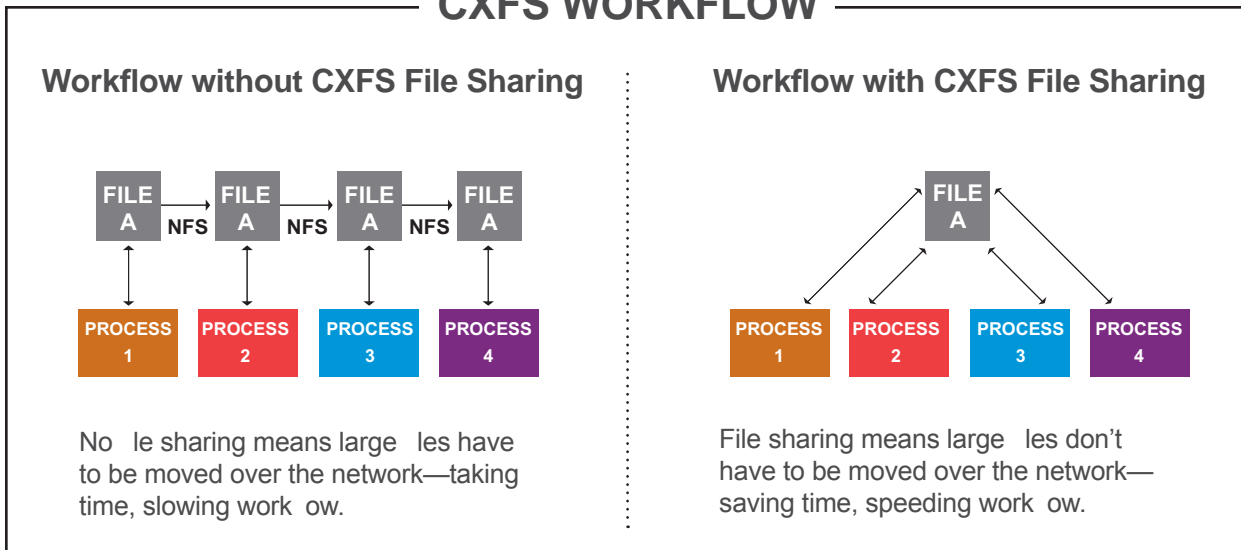 CXFS WORKFLOW
Workflow without CXFS File Sharing
FILE
A
NFS
FILE
A
NFS
FILE
A
NFS
FILE
A
PROCESS
1
PROCESS
2
PROCESS
3
PROCESS
4
No le sharing means large les have
to be moved over the network—taking
time, slowing work ow.
Workflow with CXFS File Sharing
FILE
A
PROCESS
1
PROCESS
2
PROCESS
3
PROCESS
4
File sharing means large les don’t
have to be moved over the network—
saving time, speeding work ow.